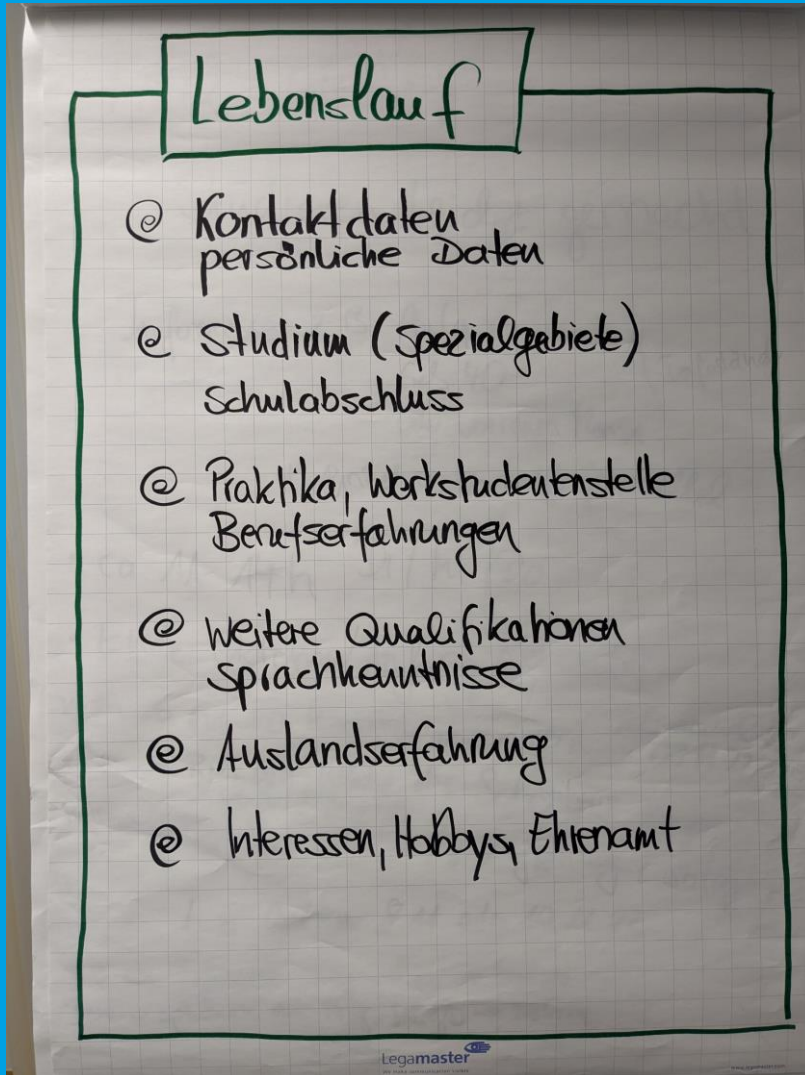 Lebenslauf
@ Kontaktdaten
persönliche Daten
@ Studium (Spezialgebiete)
Schulabschluss
@ Praktika, Werkstudentenstelle
Berufserfahrungen
@ weitere Qualifikationen
Sprachkenntnisse
@ Auslandserfahrung
@ Interessen, Hobbys, Ehrenamt
Legamaster